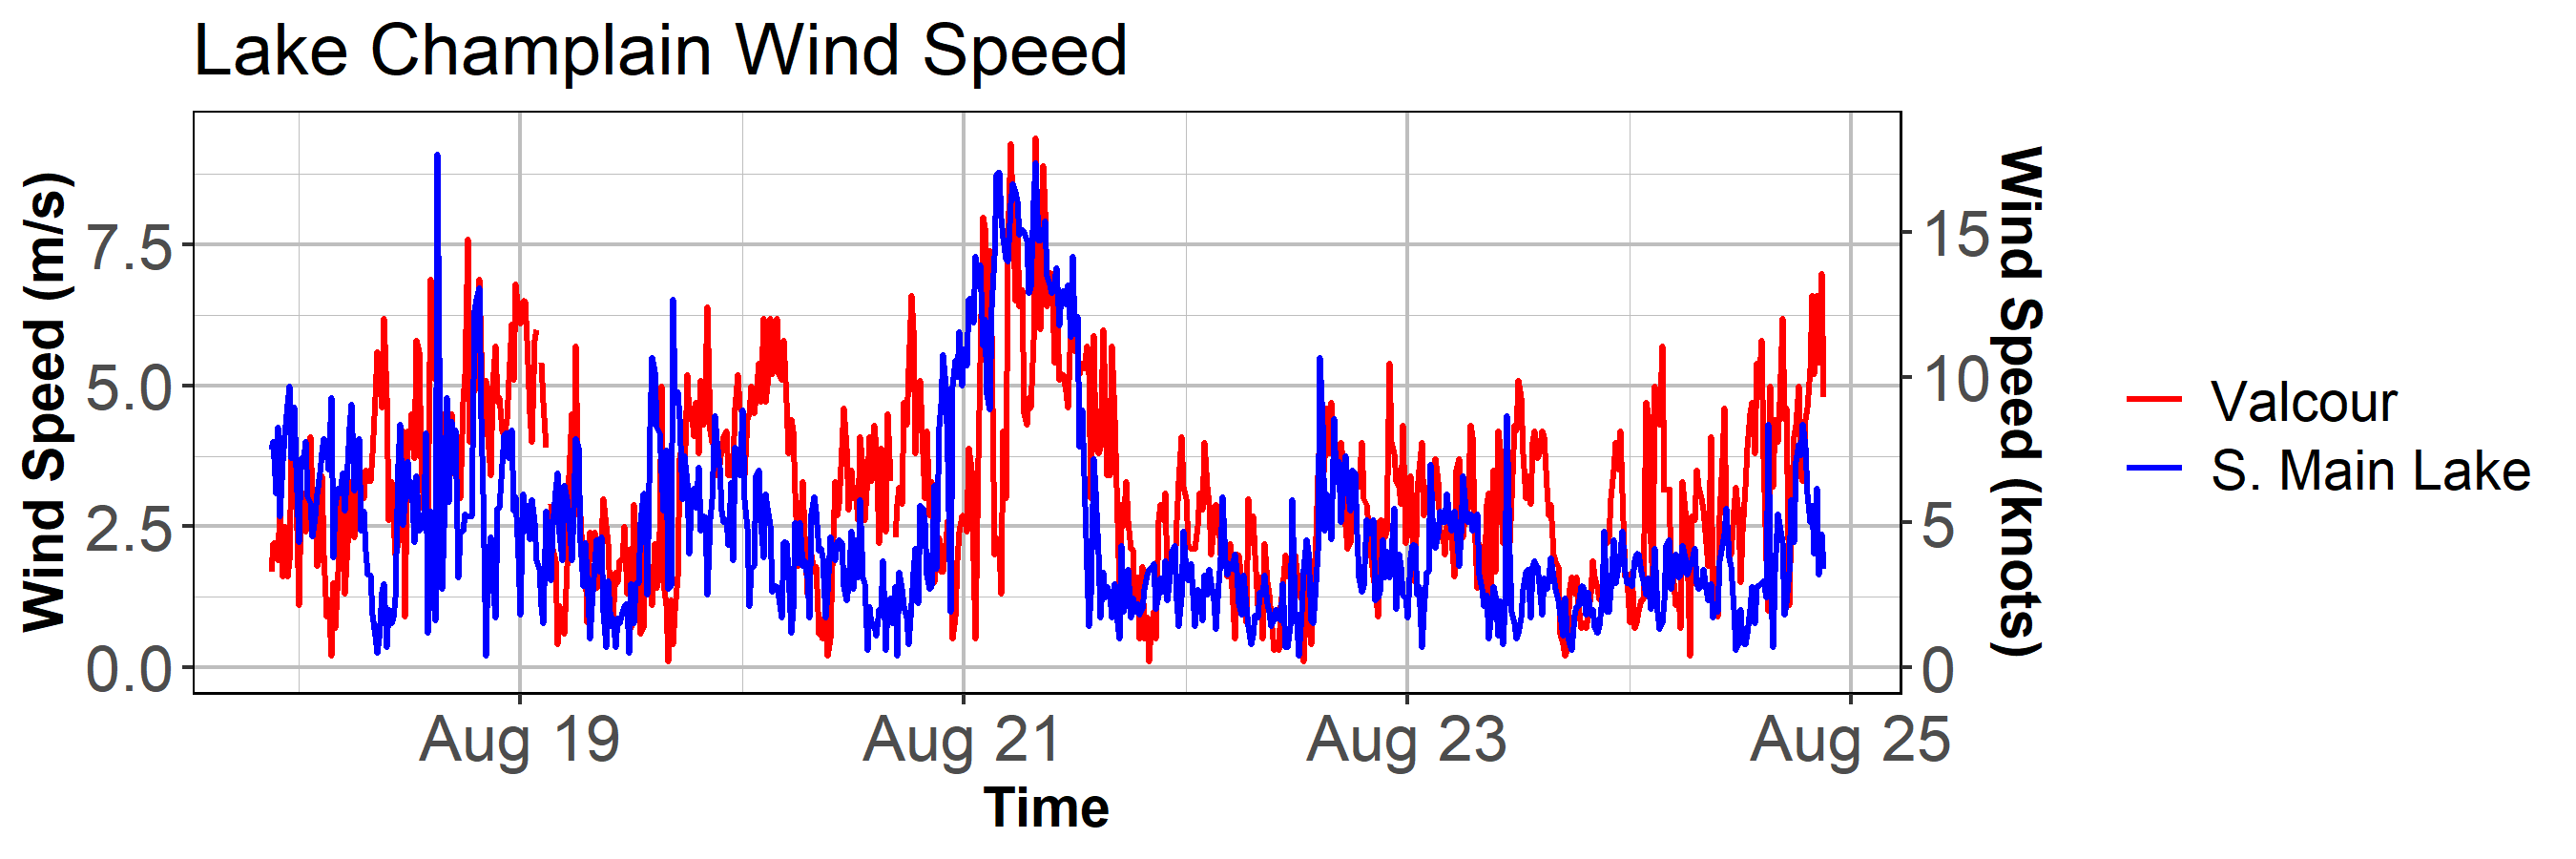 Lake Champlain Wind Speed
Wind Speed (m/s)
7.5
5.0
2.5
0.0
15
10
5
0
Wind Speed (knots)
Aug 19
Aug 21
Aug 23
Aug 25
Time
Valcour
S. Main Lake